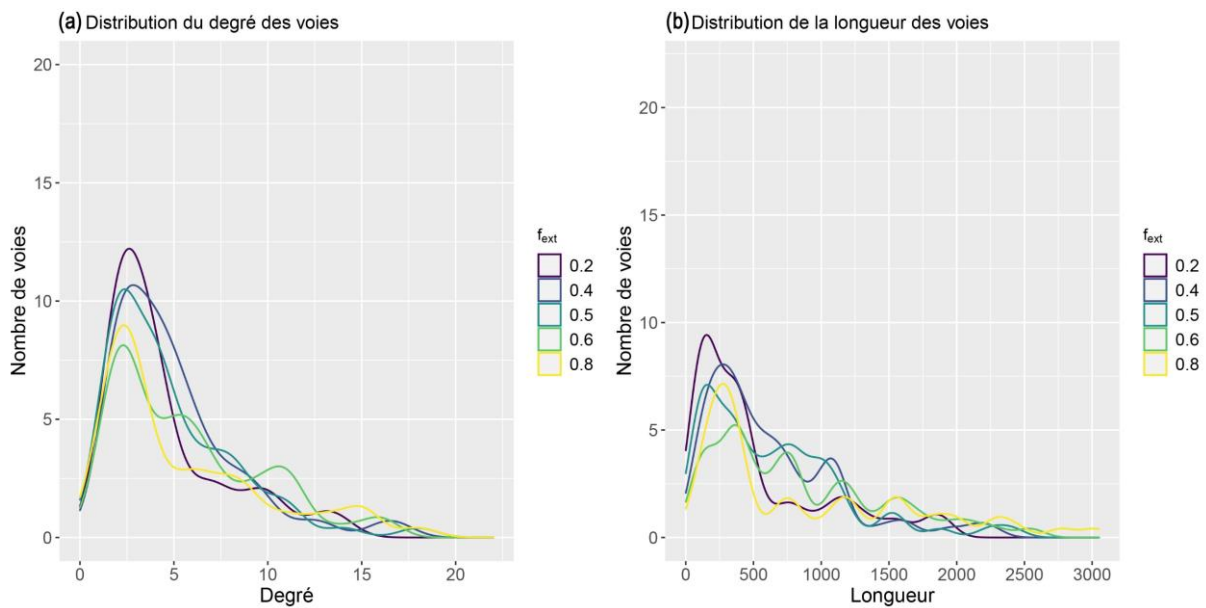 (a) Distribution du degré des voies
20
15
10
5
0
0 5 10 15 20
Degré
Nombre de voies
f_ext
0.2
0.4
0.5
0.6
0.8
(b) Distribution de la longueur des voies
20
15
10
5
0
0 500 1000 1500 2000 2500 3000
Longueur
Nombre de voies
f_ext
0.2
0.4
0.5
0.6
0.8